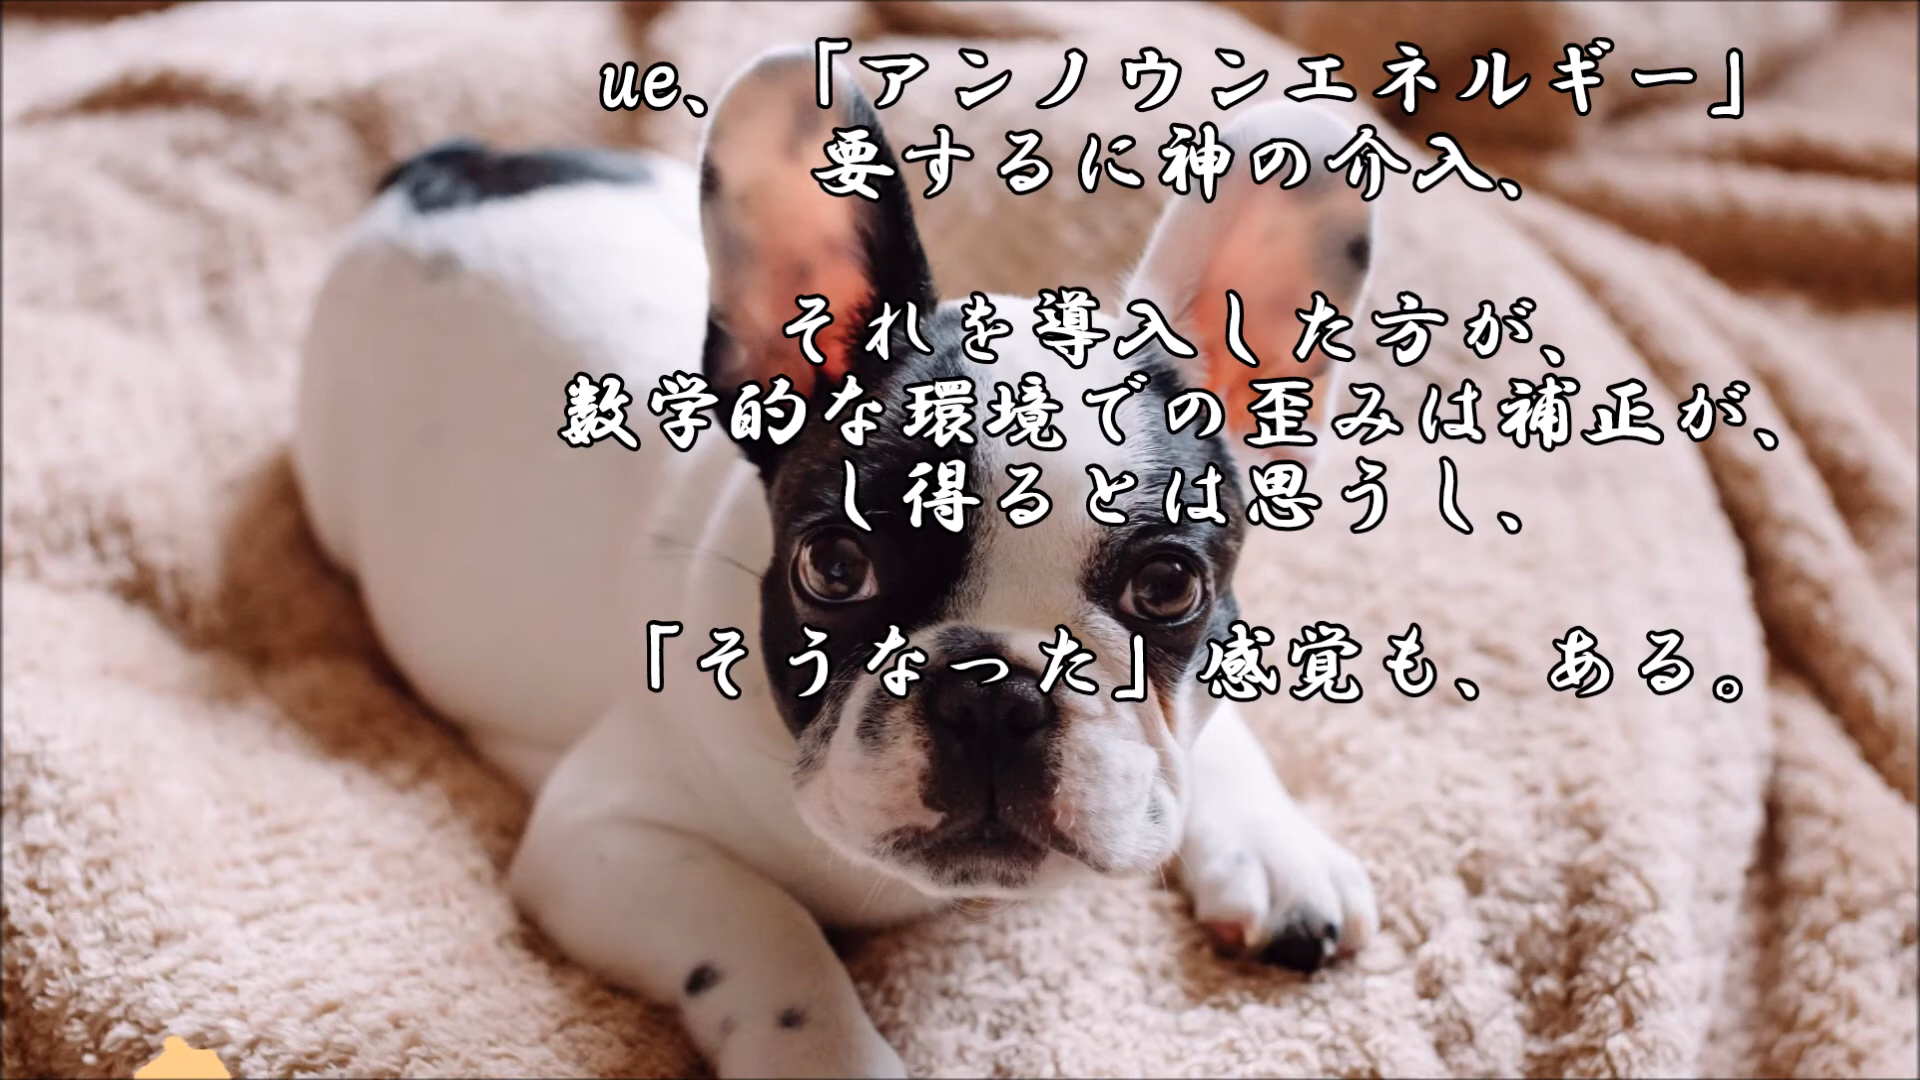 ue、「アンノウンエネルギー」
要するに神の介入、
それを導入した方が、
数学的な環境での歪みは補正が、
し得るとは思うし、
「そうなった」感覚も、ある。